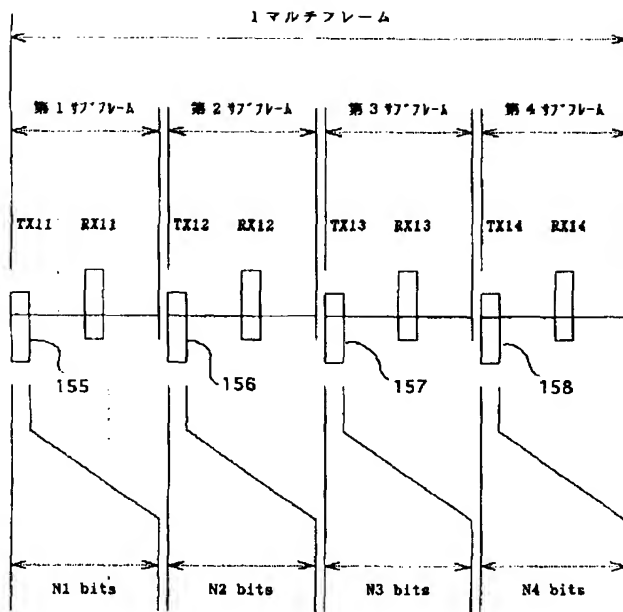 1マルチフレーム
第1サブフレーム 第2サブフレーム 第3サブフレーム 第4サブフレーム
TX11 RX11 TX12 RX12 TX13 RX13 TX14 RX14
155 156 157 158
N1 bits N2 bits N3 bits N4 bits